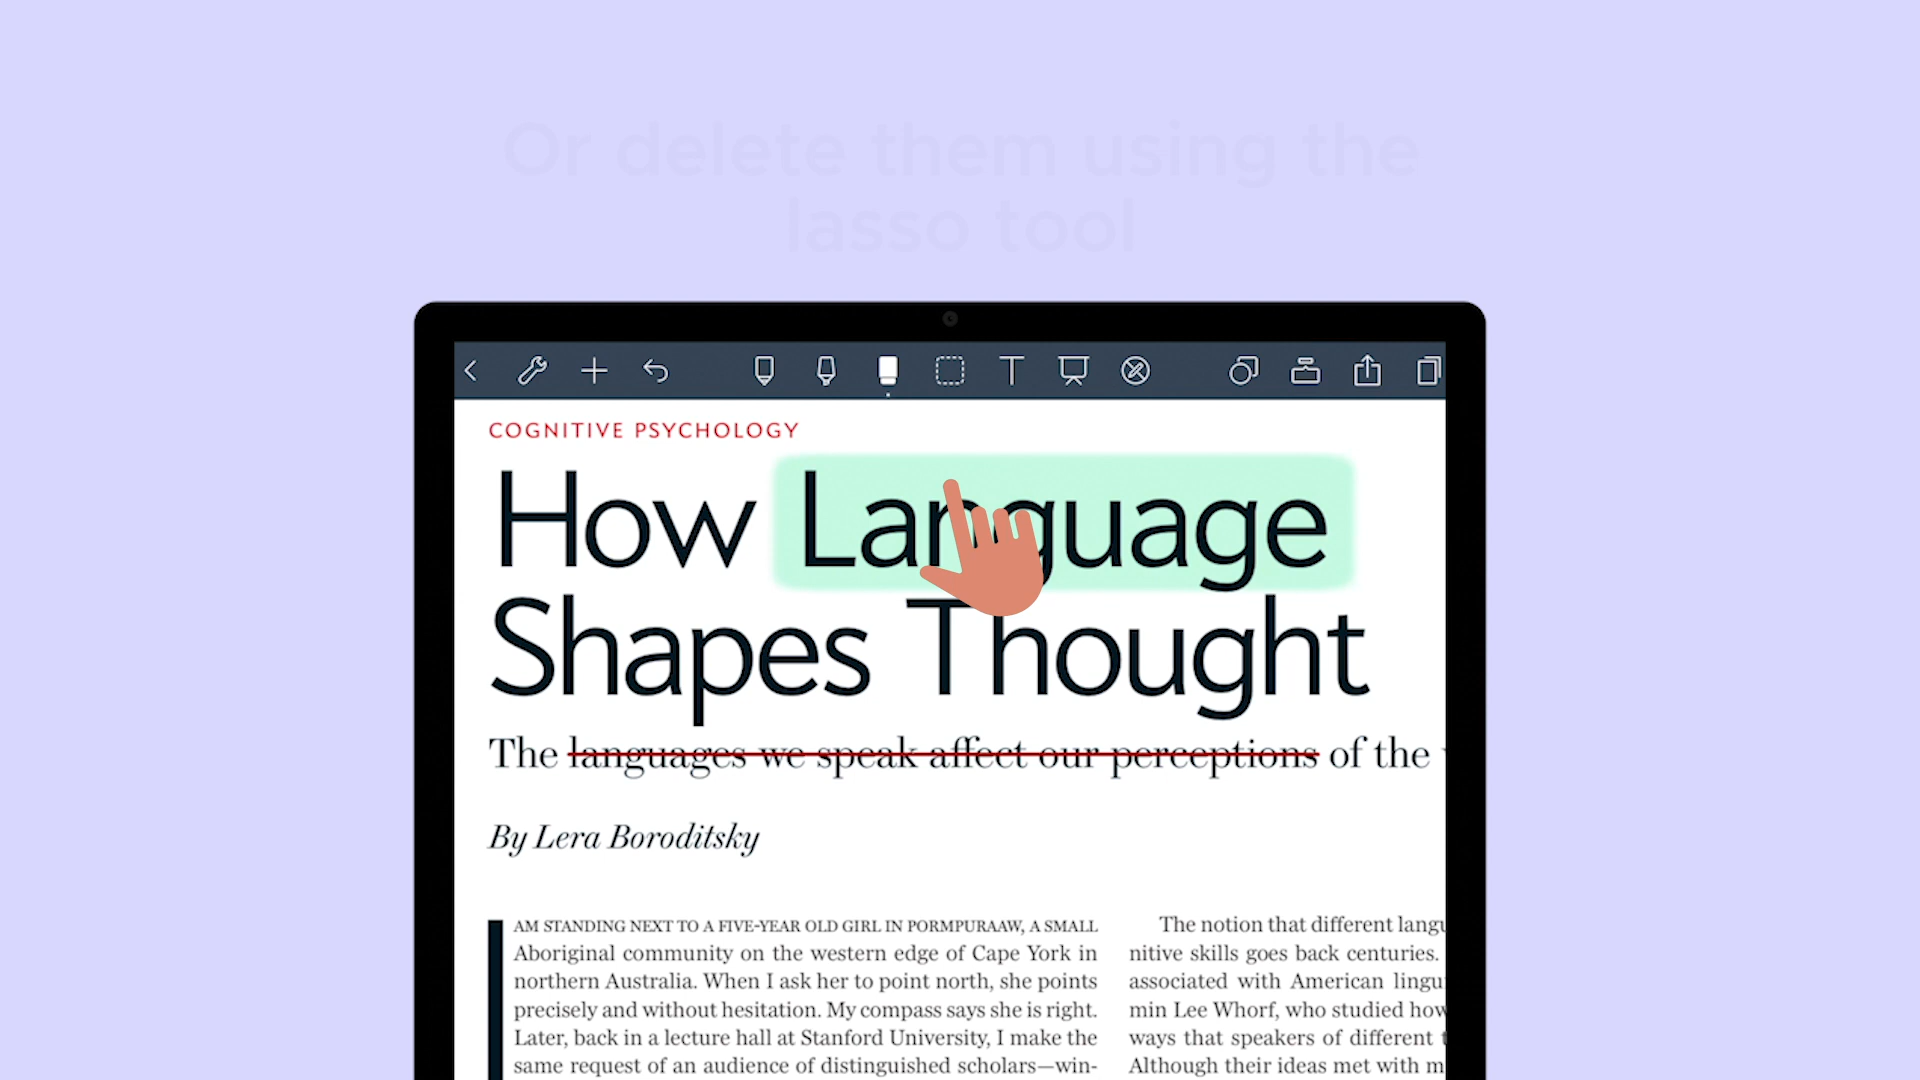 Or delete them using the
lasso tool
COGNITIVE PSYCHOLOGY
How Language
Shapes Thought
The languages we speak affect our perceptions of the
By Lera Boroditsky
I AM STANDING NEXT TO A FIVE-YEAR OLD GIRL IN PORMPURAAW, A SMALL
Aboriginal community on the western edge of Cape York in
northern Australia. When I ask her to point north, she points
precisely and without hesitation. My compass says she is right.
Later, back in a lecture hall at Stanford University, I make the
same request of an audience of distinguished scholars—win-
The notion that different langu
nitive skills goes back centuries.
associated with American lingu
min Lee Whorf, who studied how
ways that speakers of different
Although their ideas met with m